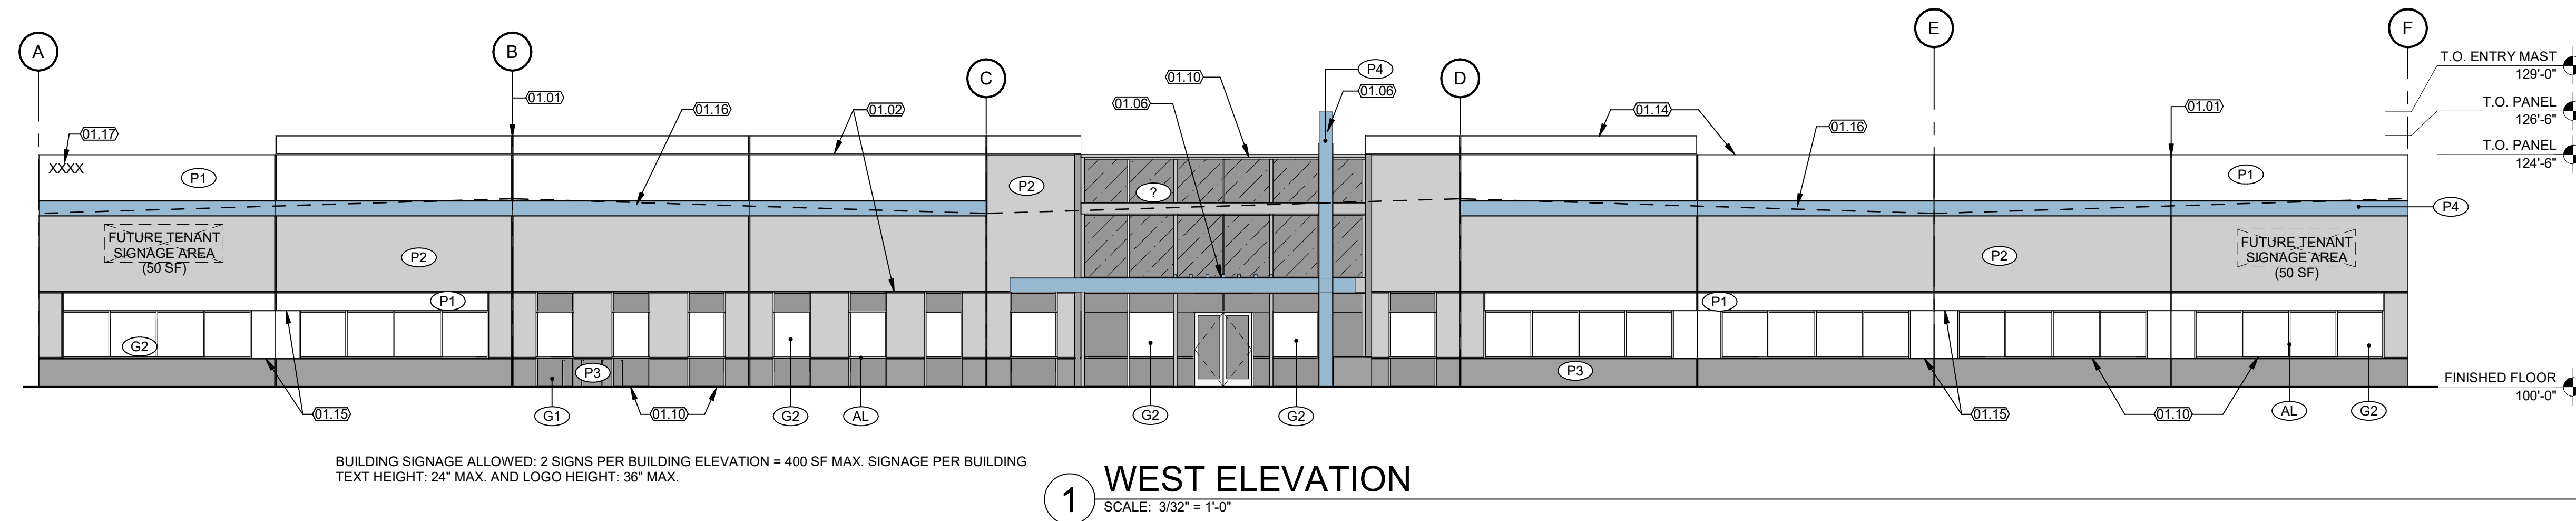 A
B
C
D
E
F
T.O. ENTRY MAST
129'-0"
T.O. PANEL
126'-6"
T.O. PANEL
124'-6"
01.10
P4
01.06
01.06
01.01
01.16
01.02
01.14
01.16
01.01
01.17
XXXX
P1
P2
?
P1
P4
FUTURE TENANT
SIGNAGE AREA
(50 SF)
P2
P2
FUTURE TENANT
SIGNAGE AREA
(50 SF)
P1
P1
G2
P3
P3
01.15
G1
01.10
G2
AL
G2
G2
01.15
01.10
AL
G2
FINISHED FLOOR
100'-0"
BUILDING SIGNAGE ALLOWED: 2 SIGNS PER BUILDING ELEVATION = 400 SF MAX. SIGNAGE PER BUILDING
TEXT HEIGHT: 24" MAX. AND LOGO HEIGHT: 36" MAX.
1
WEST ELEVATION
SCALE: 3/32" = 1'-0"